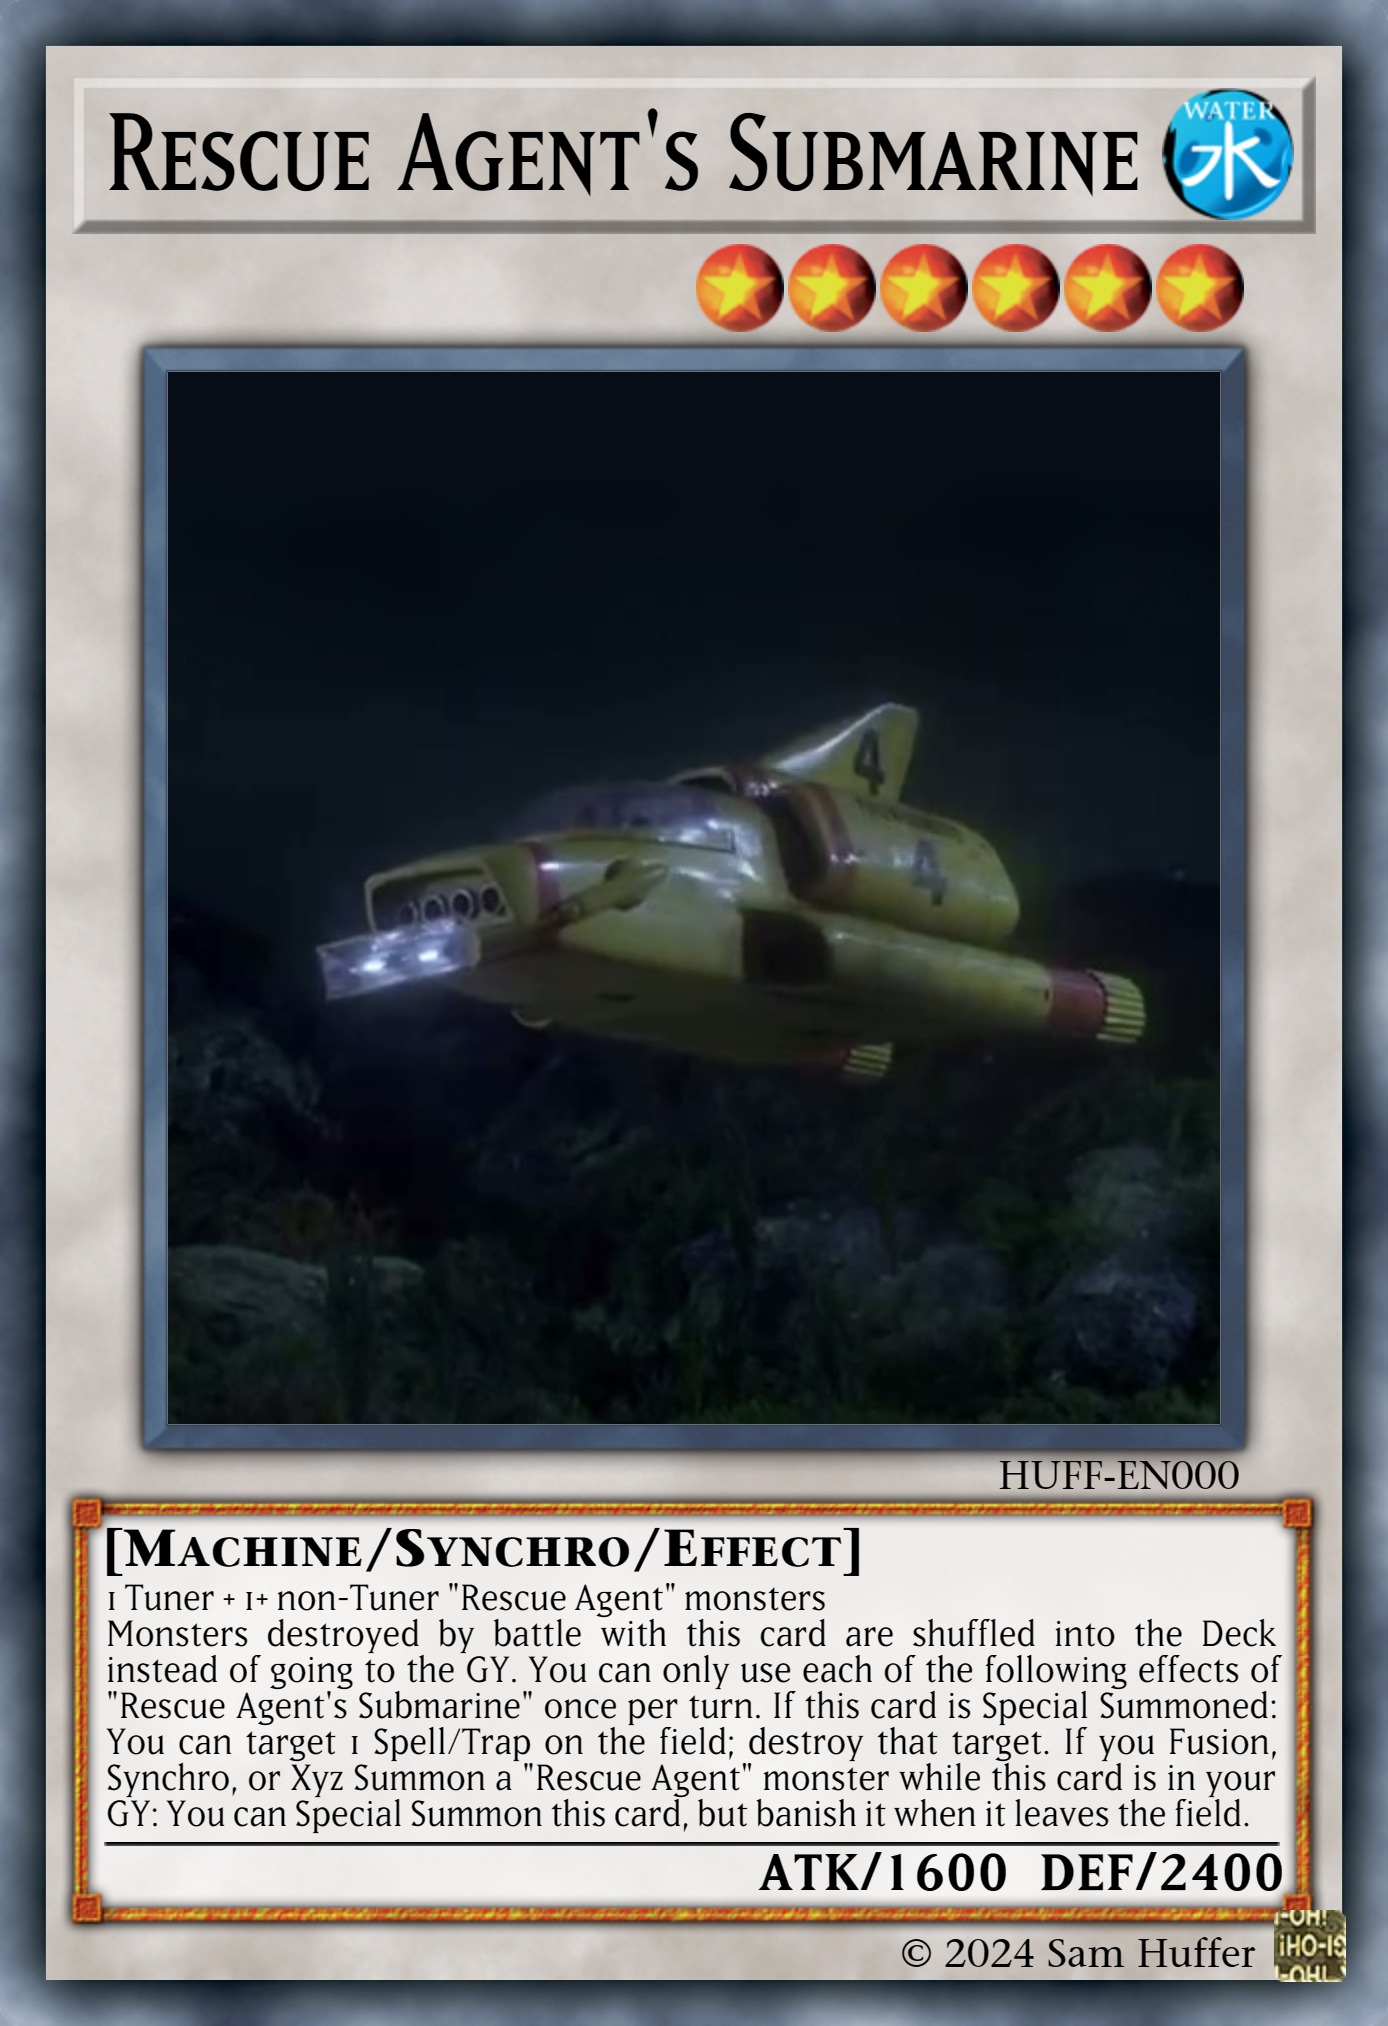 RESCUE AGENT'S SUBMARINE
WATER
水
4
4
HUFF-EN000
[MACHINE/SYNCHRO/EFFECT]
1 Tuner + 1+ non-Tuner "Rescue Agent" monsters
Monsters destroyed by battle with this card are shuffled into the Deck
instead of going to the GY. You can only use each of the following effects of
"Rescue Agent's Submarine" once per turn. If this card is Special Summoned:
You can target 1 Spell/Trap on the field; destroy that target. If you Fusion,
Synchro, or Xyz Summon a "Rescue Agent" monster while this card is in your
GY: You can Special Summon this card, but banish it when it leaves the field.
ATK/1600 DEF/2400
© 2024 Sam Huffer